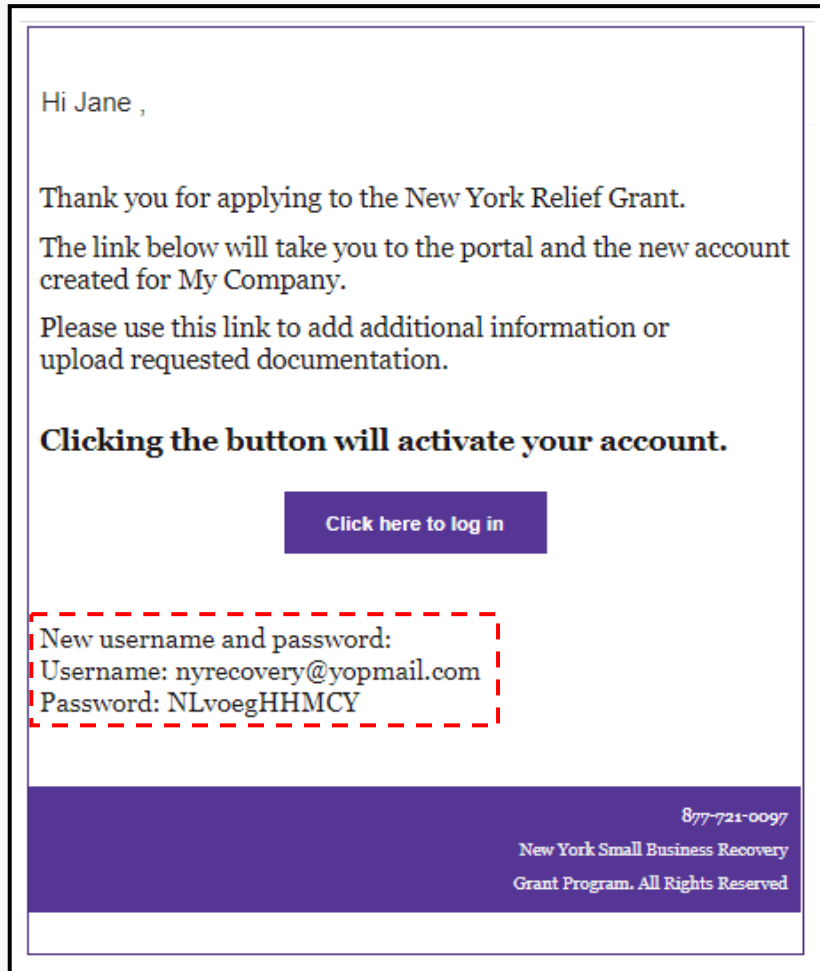 Hi Jane ,
Thank you for applying to the New York Relief Grant.
The link below will take you to the portal and the new account
created for My Company.
Please use this link to add additional information or
upload requested documentation.
Clicking the button will activate your account.
Click here to log in
New username and password:
Username: nyrecovery@yopmail.com
Password: NLvoegHHMCY
877-721-0097
New York Small Business Recovery
Grant Program. All Rights Reserved